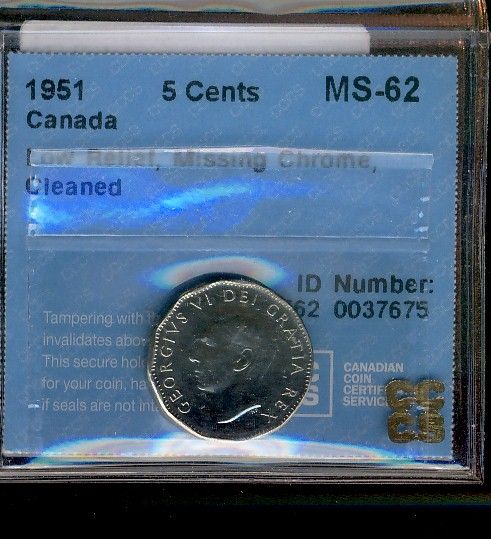 1951 5 Cents MS-62
Canada
Low Relief, Missing Chrome,
Cleaned
ID Number:
62 0037675
Tampering with th
invalidates abo
This secure hol
for your coin, ha
if seals are not int
GEORGIVS VI DEI GRATIA REX
CANADIAN
COIN
CERTIF
SERVIC